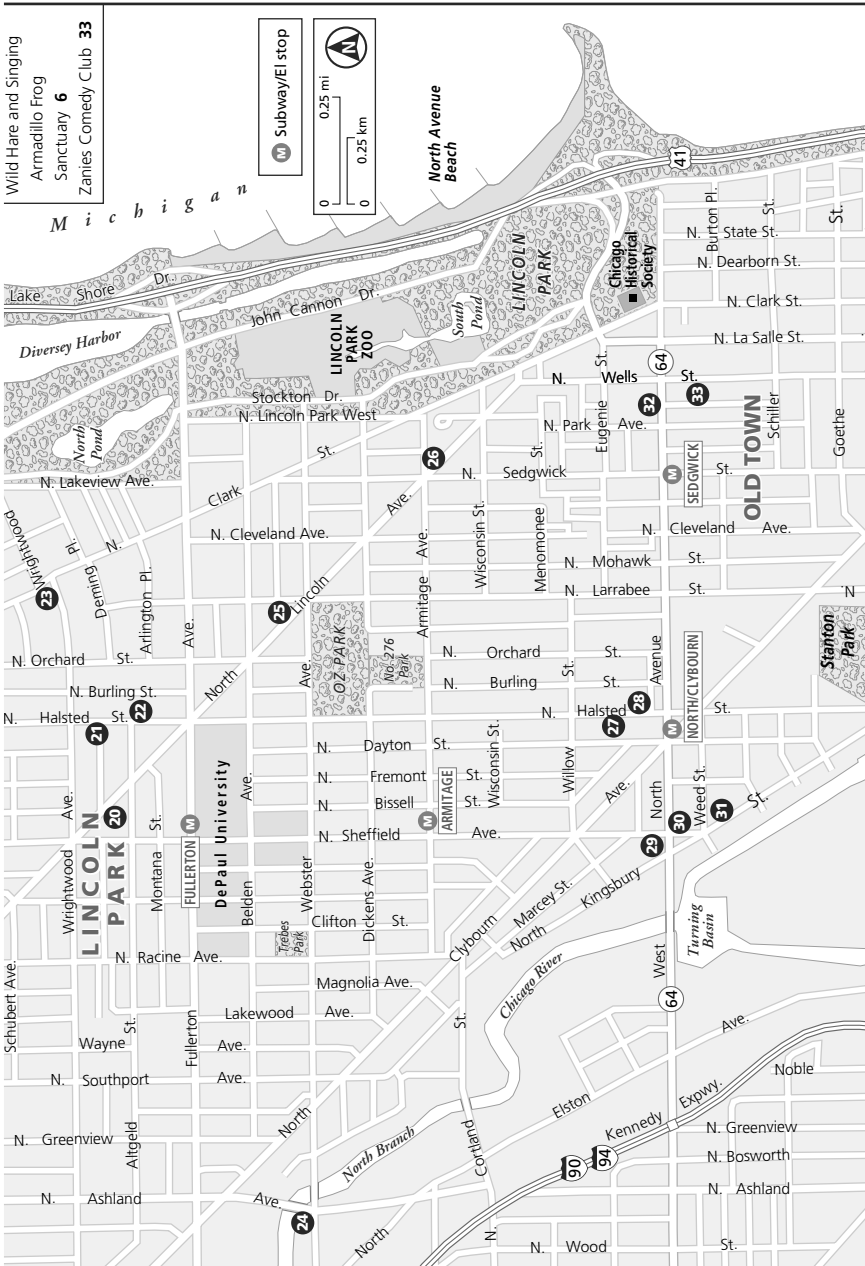 Wild Hare and Singing
Armadillo Frog
Sanctuary 6
Zanies Comedy Club 33
M Subway/El stop
N
0 0.25 mi
0 0.25 km
Michigan
North Avenue
Beach
41
Lake Shore Dr.
Diversey Harbor
John Cannon Dr.
LINCOLN
PARK
ZOO
South
Pond
LINCOLN
PARK
Chicago
Historical
Society
Burton Pl.
N. State St.
N. Dearborn St.
N. Clark St.
N. La Salle St.
N. Wells St.
64
North
Pond
Stockton Dr.
N. Lincoln Park West
N. Park Ave.
Eugenie St.
32
33
Schiller St.
Goethe St.
OLD TOWN
N. Lakeview Ave.
N. Clark St.
26
N. Sedgwick St.
M
SEDGWICK
Wrightwood
23
Deming Pl.
Arlington Pl.
N. Cleveland Ave.
Wisconsin St.
Menomonee St.
N. Cleveland Ave.
N. Mohawk St.
N. Larrabee St.
N.
25
North Lincoln Ave.
OZ PARK
No. 276
Park
Armitage Ave.
N. Orchard St.
N. Burling St.
N. Halsted St.
21
22
N. Orchard St.
N. Burling St.
N. Halsted St.
27
28
M
NORTH/CLYBOURN
Stanton
Park
LINCOLN
PARK
20
Wrightwood Ave.
Montana St.
FULLERTON
M
DePaul University
Belden Ave.
Webster Ave.
N. Dayton St.
N. Fremont St.
N. Bissell St.
N. Sheffield Ave.
M
ARMITAGE
Wisconsin St.
Willow St.
29
30
31
Weed St.
West North Avenue
Dickens Ave.
Clifton St.
Trebes
Park
N. Racine Ave.
Magnolia Ave.
Lakewood Ave.
North Clybourn Ave.
Marcey St.
North Kingsbury St.
Chicago River
Turning
Basin
64
Schubert Ave.
Wayne Ave.
N. Southport Ave.
Fullerton Ave.
N. Greenview
Altgeld St.
N. Ashland Ave.
24
North Branch
N. Cortland St.
North Elston Ave.
Kennedy Expwy.
90
94
Noble
N. Greenview
N. Bosworth
N. Ashland
N. Wood St.